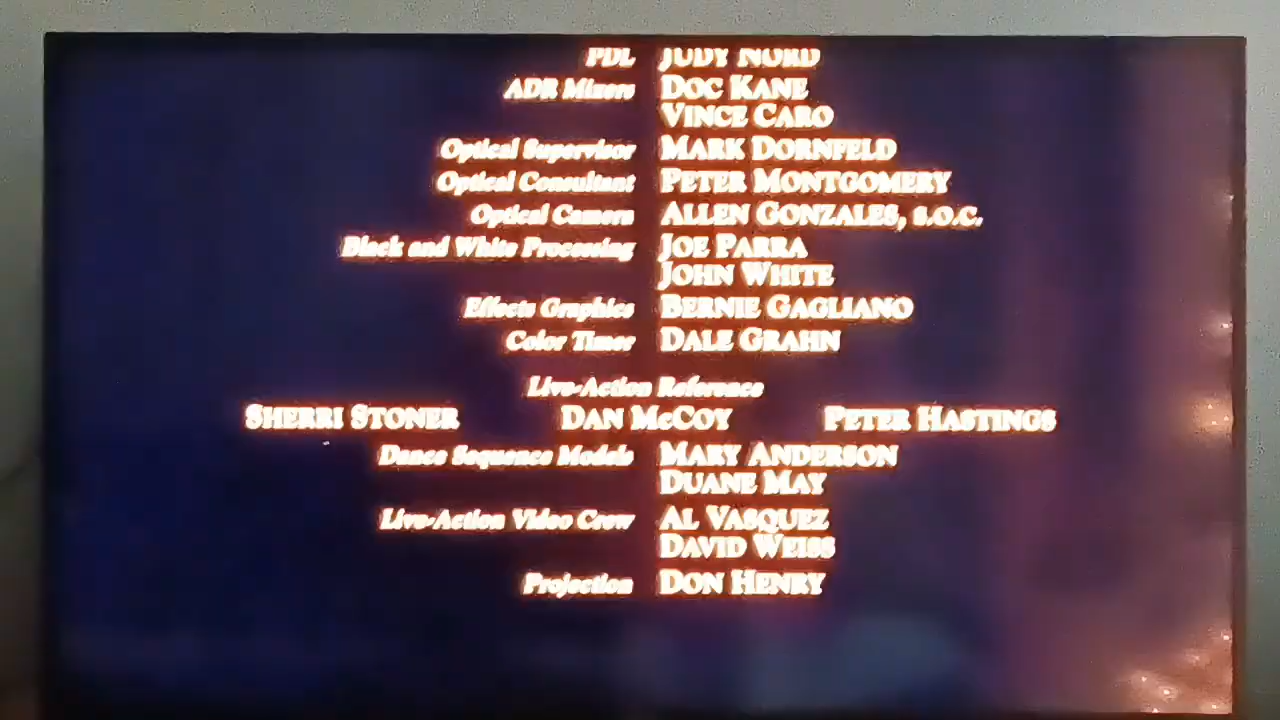 PDL JUDY NORD
ADR Mixers DOC KANE
VINCE CARO
Optical Supervisor MARK DORNFELD
Optical Consultant PETER MONTGOMERY
Optical Camera ALLEN GONZALES, S.O.C.
Black and White Processing JOE PARRA
JOHN WHITE
Effects Graphics BERNIE GAGLIANO
Color Timer DALE GRAHN
Live-Action Reference
SHERRI STONER DAN McCOY PETER HASTINGS
Dance Sequence Models MARY ANDERSON
DUANE MAY
Live-Action Video Crew AL VASQUEZ
DAVID WEISS
Projection DON HENRY